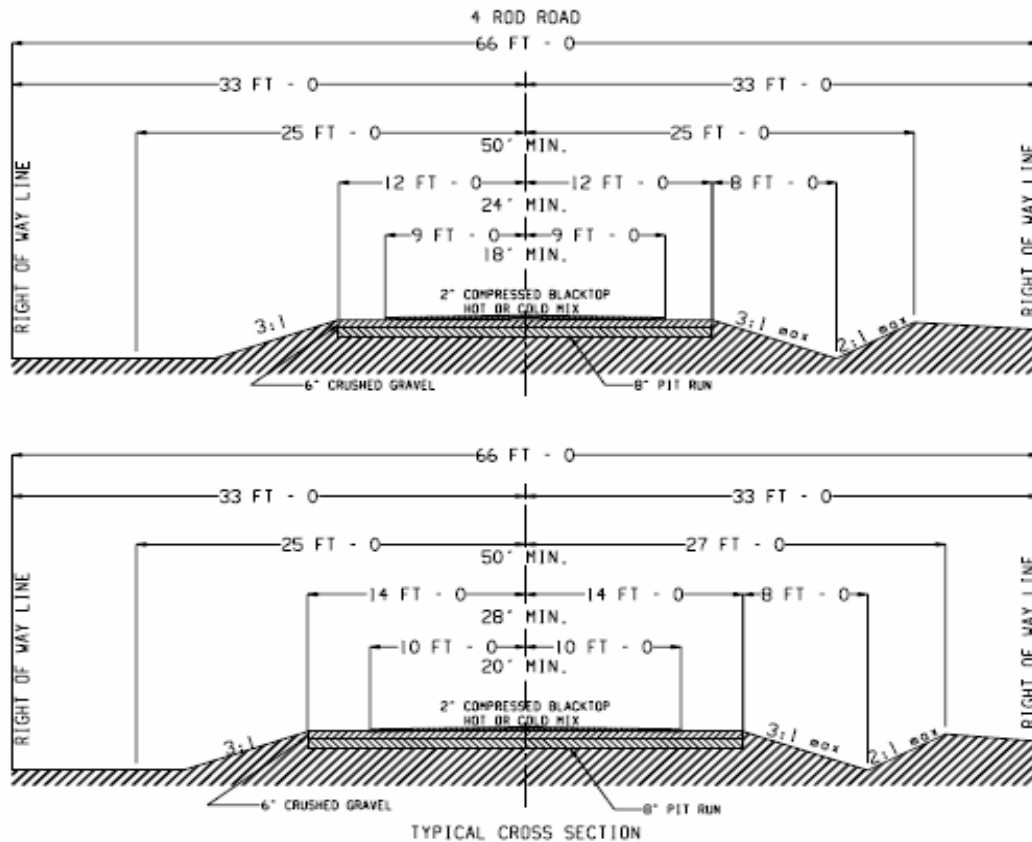 4 ROD ROAD
66 FT - 0
33 FT - 0 33 FT - 0
25 FT - 0 25 FT - 0
50' MIN.
12 FT - 0 12 FT - 0 8 FT - 0
24' MIN.
9 FT - 0 9 FT - 0
18' MIN.
RIGHT OF WAY LINE
RIGHT OF WAY LINE
2" COMPRESSED BLACKTOP
HOT OR COLD MIX
3:1 3:1 max 2:1 max
6" CRUSHED GRAVEL 8" PIT RUN
66 FT - 0
33 FT - 0 33 FT - 0
25 FT - 0 27 FT - 0
50' MIN.
14 FT - 0 14 FT - 0 8 FT - 0
28' MIN.
10 FT - 0 10 FT - 0
20' MIN.
RIGHT OF WAY LINE
RIGHT OF WAY LINE
2" COMPRESSED BLACKTOP
HOT OR COLD MIX
3:1 3:1 max 2:1 max
6" CRUSHED GRAVEL 8" PIT RUN
TYPICAL CROSS SECTION